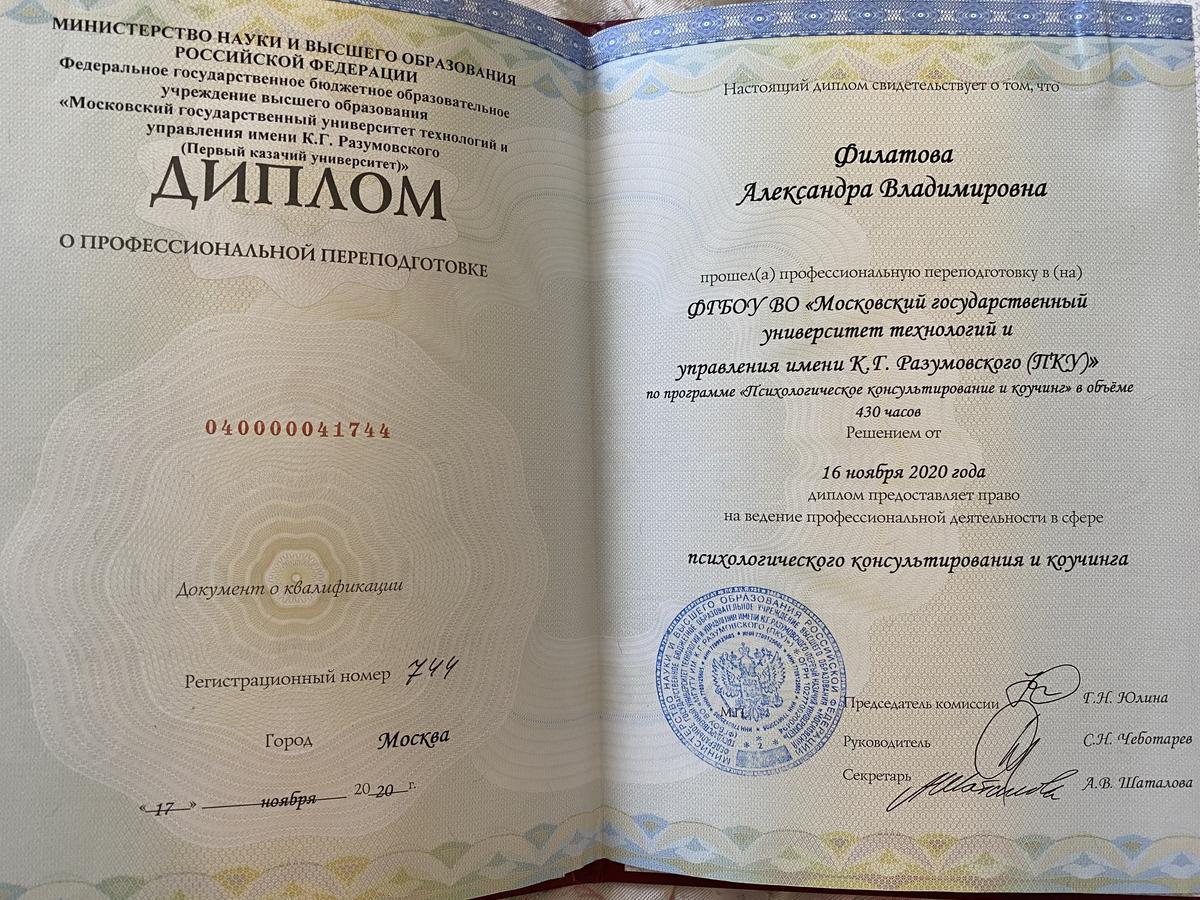 МИНИСТЕРСТВО НАУКИ И ВЫСШЕГО ОБРАЗОВАНИЯ
РОССИЙСКОЙ ФЕДЕРАЦИИ
Федеральное государственное бюджетное образовательное
учреждение высшего образования
«Московский государственный университет технологий и
управления имени К.Г. Разумовского
(Первый казачий университет)»
ДИПЛОМ
О ПРОФЕССИОНАЛЬНОЙ ПЕРЕПОДГОТОВКЕ
040000041744
Документ о квалификации
Регистрационный номер 744
Город Москва
« 17 » ноября 20 20 г.
Настоящий диплом свидетельствует о том, что
Филатова
Александра Владимировна
прошел(а) профессиональную переподготовку в (на)
ФГБОУ ВО «Московский государственный
университет технологий и
управления имени К.Г. Разумовского (ПКУ)»
по программе «Психологическое консультирование и коучинг» в объёме
430 часов
Решением от
16 ноября 2020 года
диплом предоставляет право
на ведение профессиональной деятельности в сфере
психологического консультирования и коучинга
М.П.
Председатель комиссии Г.Н. Юлина
Руководитель С.Н. Чеботарев
Секретарь А.В. Шаталова